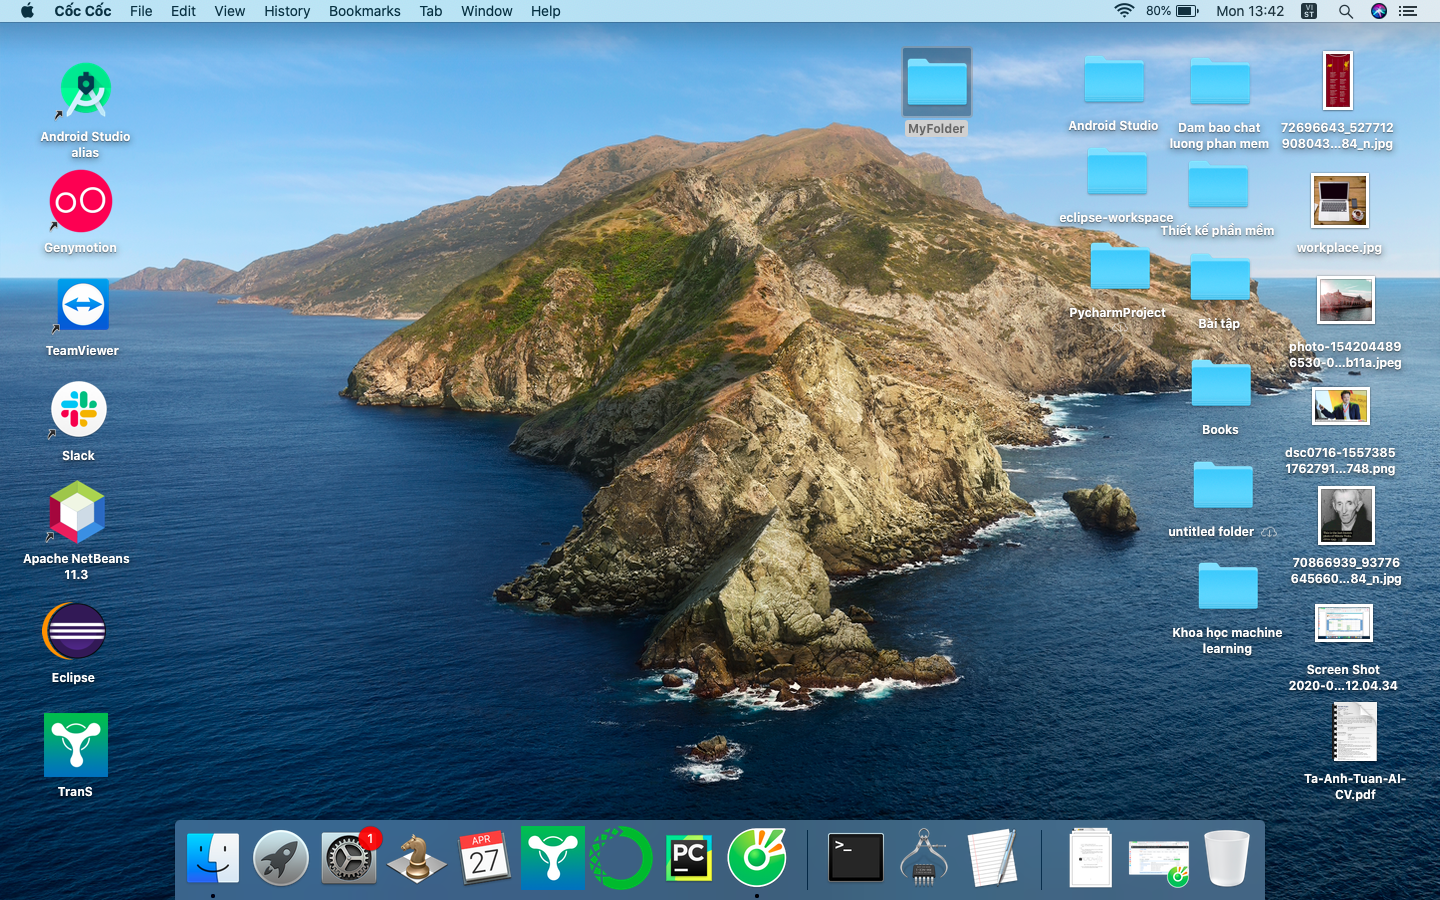 Cốc Cốc File Edit View History Bookmarks Tab Window Help
80% Mon 13:42 VI
ST
Android Studio
alias
Genymotion
TeamViewer
Slack
Apache NetBeans
11.3
Eclipse
TranS
MyFolder
Android Studio
eclipse-workspace
PycharmProject
Dam bao chat
luong phan mem
Thiết kế phần mềm
Bài tập
Books
untitled folder
Khoa học machine
learning
72696643_527712
908043...84_n.jpg
workplace.jpg
photo-154204489
6530-0...b11a.jpeg
dsc0716-1557385
1762791...748.png
70866939_93776
645660...84_n.jpg
Screen Shot
2020-0...12.04.34
Ta-Anh-Tuan-AI-
CV.pdf
1
APR
27
PC
>_